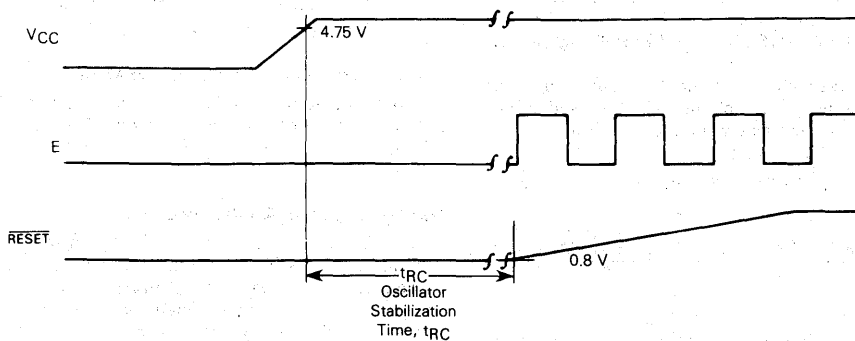 VCC
4.75 V
E
RESET
0.8 V
tRC
Oscillator
Stabilization
Time, tRC